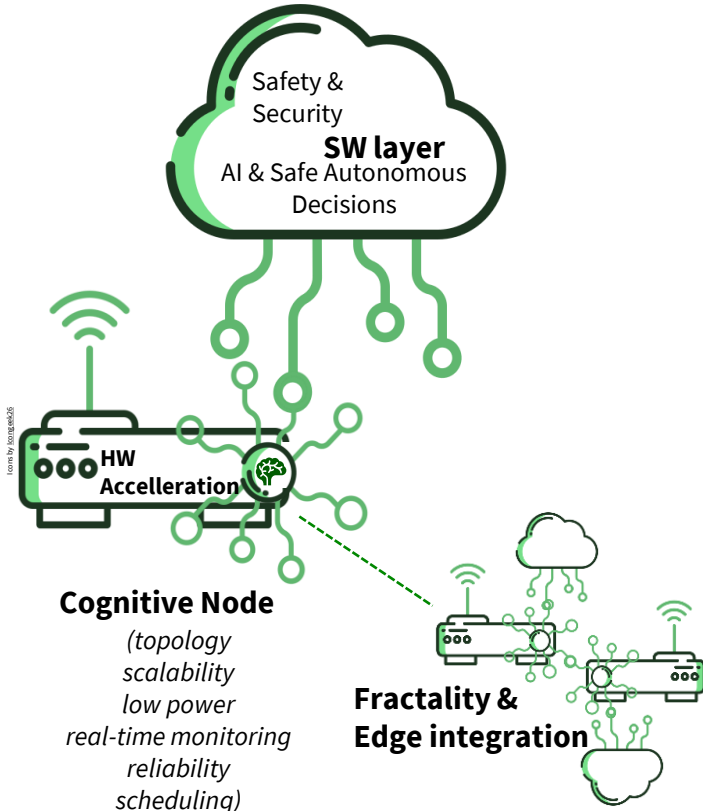 Safety &
Security
SW layer
AI & Safe Autonomous
Decisions
Icons by Icongeek26
HW
Accelleration
Cognitive Node
(topology
scalability
low power
real-time monitoring
reliability
scheduling)
Fractality &
Edge integration